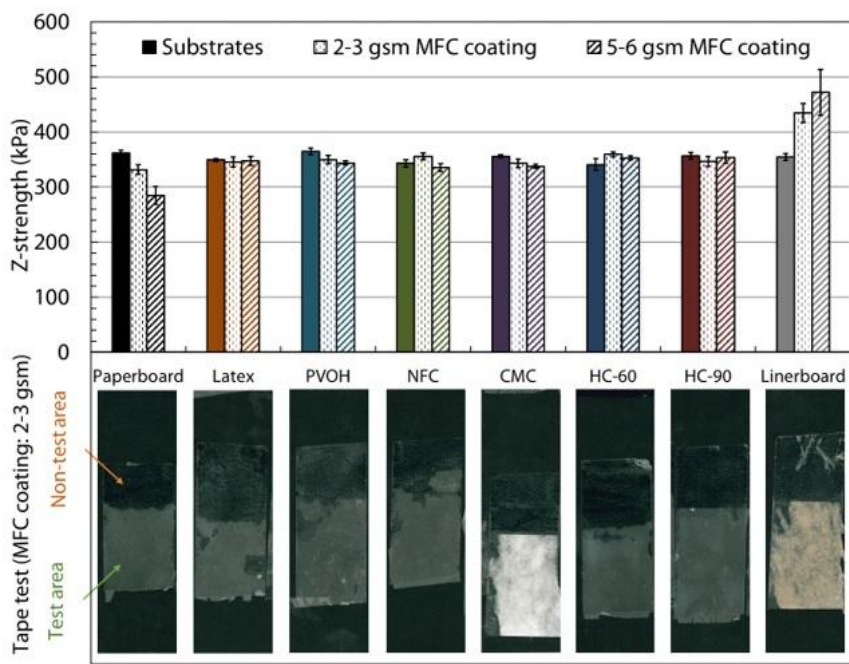 600
Substrates 2-3 gsm MFC coating 5-6 gsm MFC coating
500
400
300
200
100
0
Z-strength (kPa)
Paperboard Latex PVOH NFC CMC HC-60 HC-90 Linerboard
Tape test (MFC coating: 2-3 gsm)
Non-test area
Test area